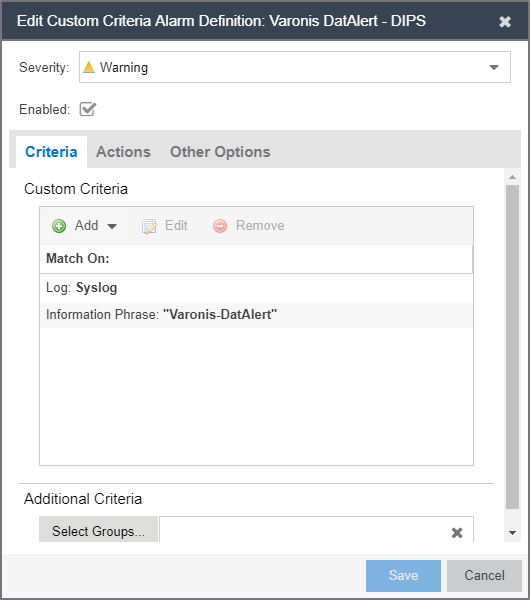 Edit Custom Criteria Alarm Definition: Varonis DatAlert - DIPS
Severity: Warning
Enabled:
Criteria Actions Other Options
Custom Criteria
Add Edit Remove
Match On:
Log: Syslog
Information Phrase: "Varonis-DatAlert"
Additional Criteria
Select Groups...
Save Cancel